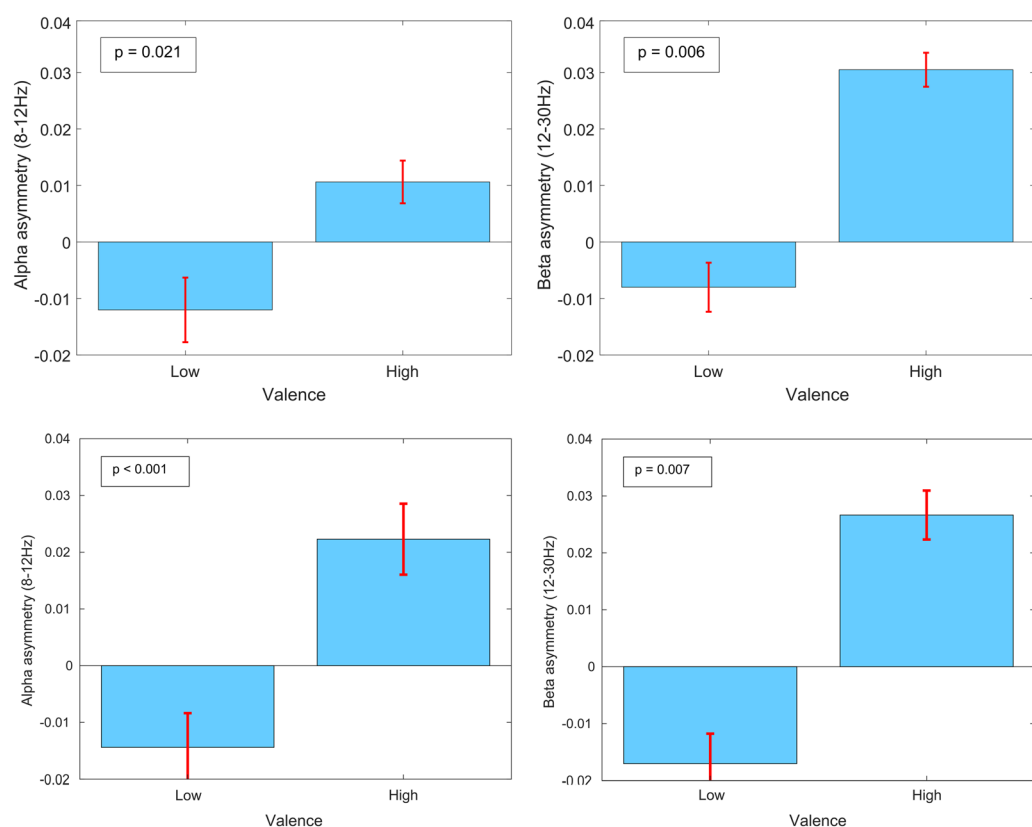 0.04
p = 0.021
0.03
0.02
0.01
0
-0.01
-0.02
Alpha asymmetry (8-12Hz)
Low
High
Valence
0.04
p = 0.006
0.03
0.02
0.01
0
-0.01
-0.02
Beta asymmetry (12-30Hz)
Low
High
Valence
0.04
p < 0.001
0.03
0.02
0.01
0
-0.01
-0.02
Alpha asymmetry (8-12Hz)
Low
High
Valence
0.04
p = 0.007
0.03
0.02
0.01
0
-0.01
-0.02
Beta asymmetry (12-30Hz)
Low
High
Valence